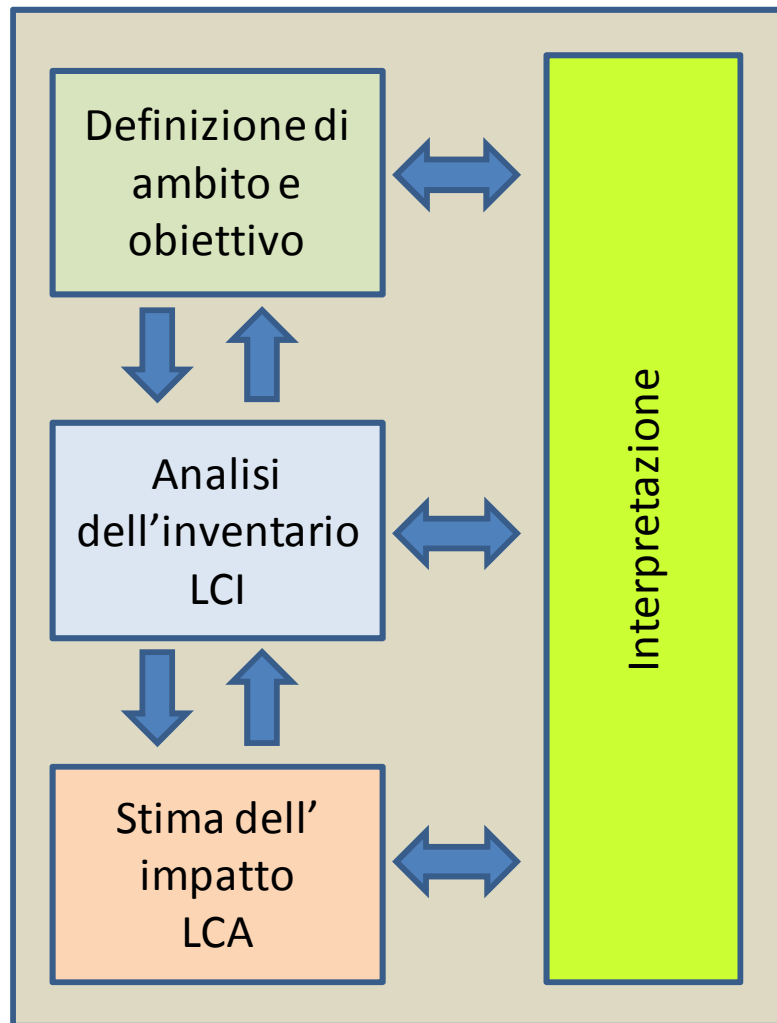 Definizione di
ambito e
obiettivo
Analisi
dell’inventario
LCI
Stima dell’
impatto
LCA
Interpretazione